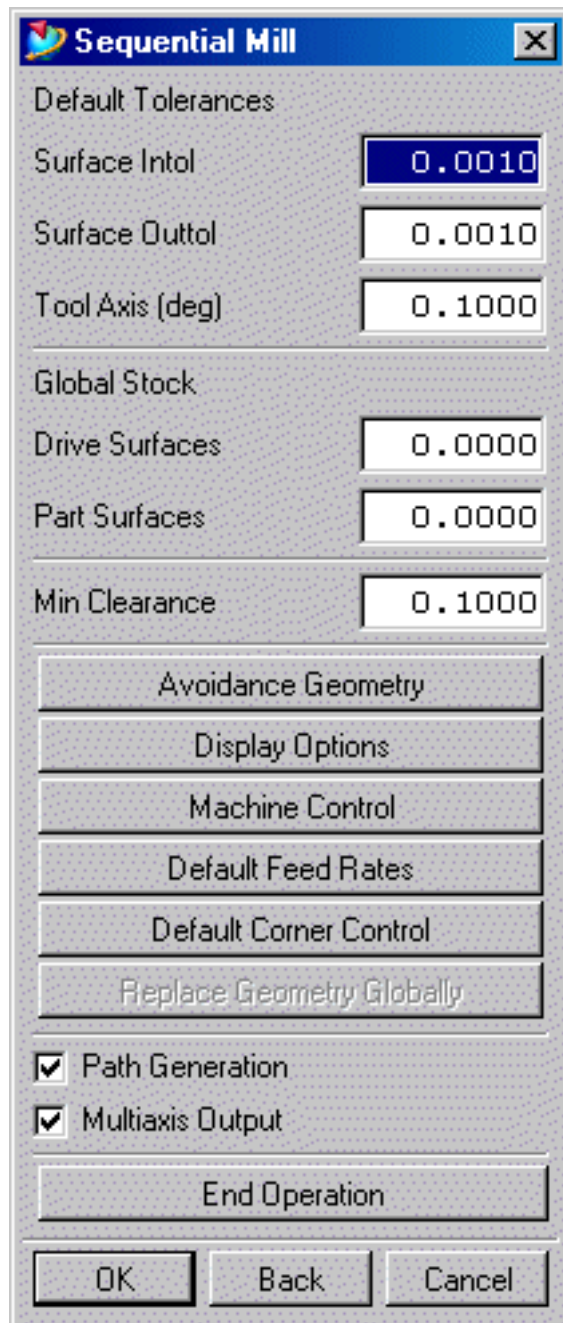 Sequential Mill
Default Tolerances
Surface Intol 0.0010
Surface Outtol 0.0010
Tool Axis (deg) 0.1000
Global Stock
Drive Surfaces 0.0000
Part Surfaces 0.0000
Min Clearance 0.1000
Avoidance Geometry
Display Options
Machine Control
Default Feed Rates
Default Corner Control
Replace Geometry Globally
Path Generation
Multiaxis Output
End Operation
OK Back Cancel